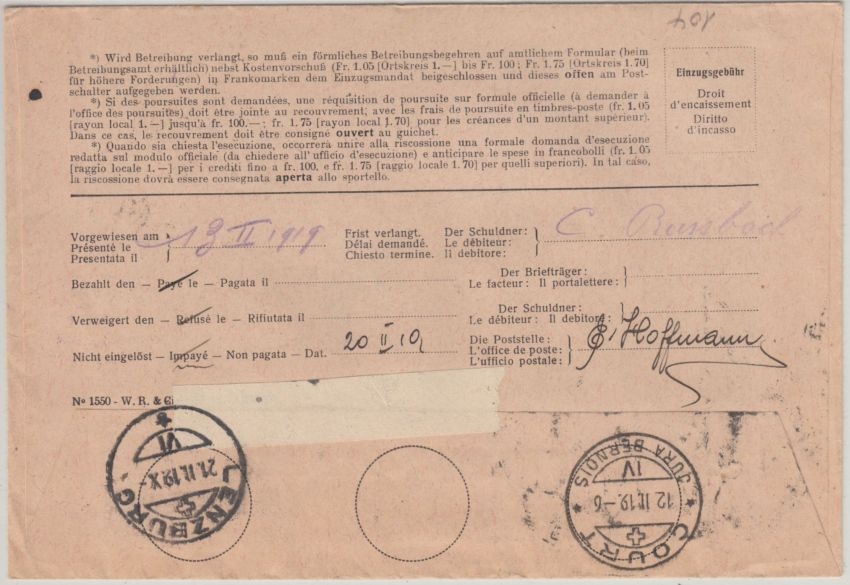 104
*) Wird Betreibung verlangt, so muß ein förmliches Betreibungsbegehren auf amtlichem Formular (beim
Betreibungsamt erhältlich) nebst Kostenvorschuß (Fr. 1.05 [Ortskreis 1.—] bis Fr. 100; Fr. 1.75 [Ortskreis 1.70]
für höhere Forderungen) in Frankomarken dem Einzugsmandat beigeschlossen und dieses offen am Post-
schalter aufgegeben werden.
*) Si des poursuites sont demandées, une réquisition de poursuite sur formule officielle (à demander à
l'office des poursuites) doit être jointe au recouvrement, avec les frais de poursuite en timbres-poste (fr. 1.05
[rayon local 1.—] jusqu'à fr. 100.—; fr. 1.75 [rayon local 1.70] pour les créances d'un montant supérieur).
Dans ce cas, le recouvrement doit être consigné ouvert au guichet.
*) Quando sia chiesta l'esecuzione, occorrerà unire alla riscossione una formale domanda d'esecuzione
redatta sul modulo officiale (da chiedere all'ufficio d'esecuzione) e anticipare le spese in francobolli (fr. 1.05
[raggio locale 1.—] per i crediti fino a fr. 100, e fr. 1.75 [raggio locale 1.70] per quelli superiori). In tal caso,
la riscossione dovrà essere consegnata aperta allo sportello.
Einzugsgebühr
Droit
d'encaissement
Diritto
d'incasso
Vorgewiesen am
Présenté le
Presentata il
13 II 1919
Frist verlangt.
Délai demandé.
Chiesto termine.
Der Schuldner:
Le débiteur:
Il debitore:
C
Bezahlt den — Payé le — Pagata il
Der Briefträger:
Le facteur: Il portalettere:
Verweigert den — Refusé le — Rifiutata il
Der Schuldner:
Le débiteur: Il debitore:
Nicht eingelöst — Impayé — Non pagata — Dat.
20 II 19
Die Poststelle:
L'office de poste:
L'ufficio postale:
E. Hoffmann
No 1550 - W. R. & Ci
LENZBURG
21.II.19.X-
VI
COURT
JURA BERNOIS
12 II 19.-6
IV